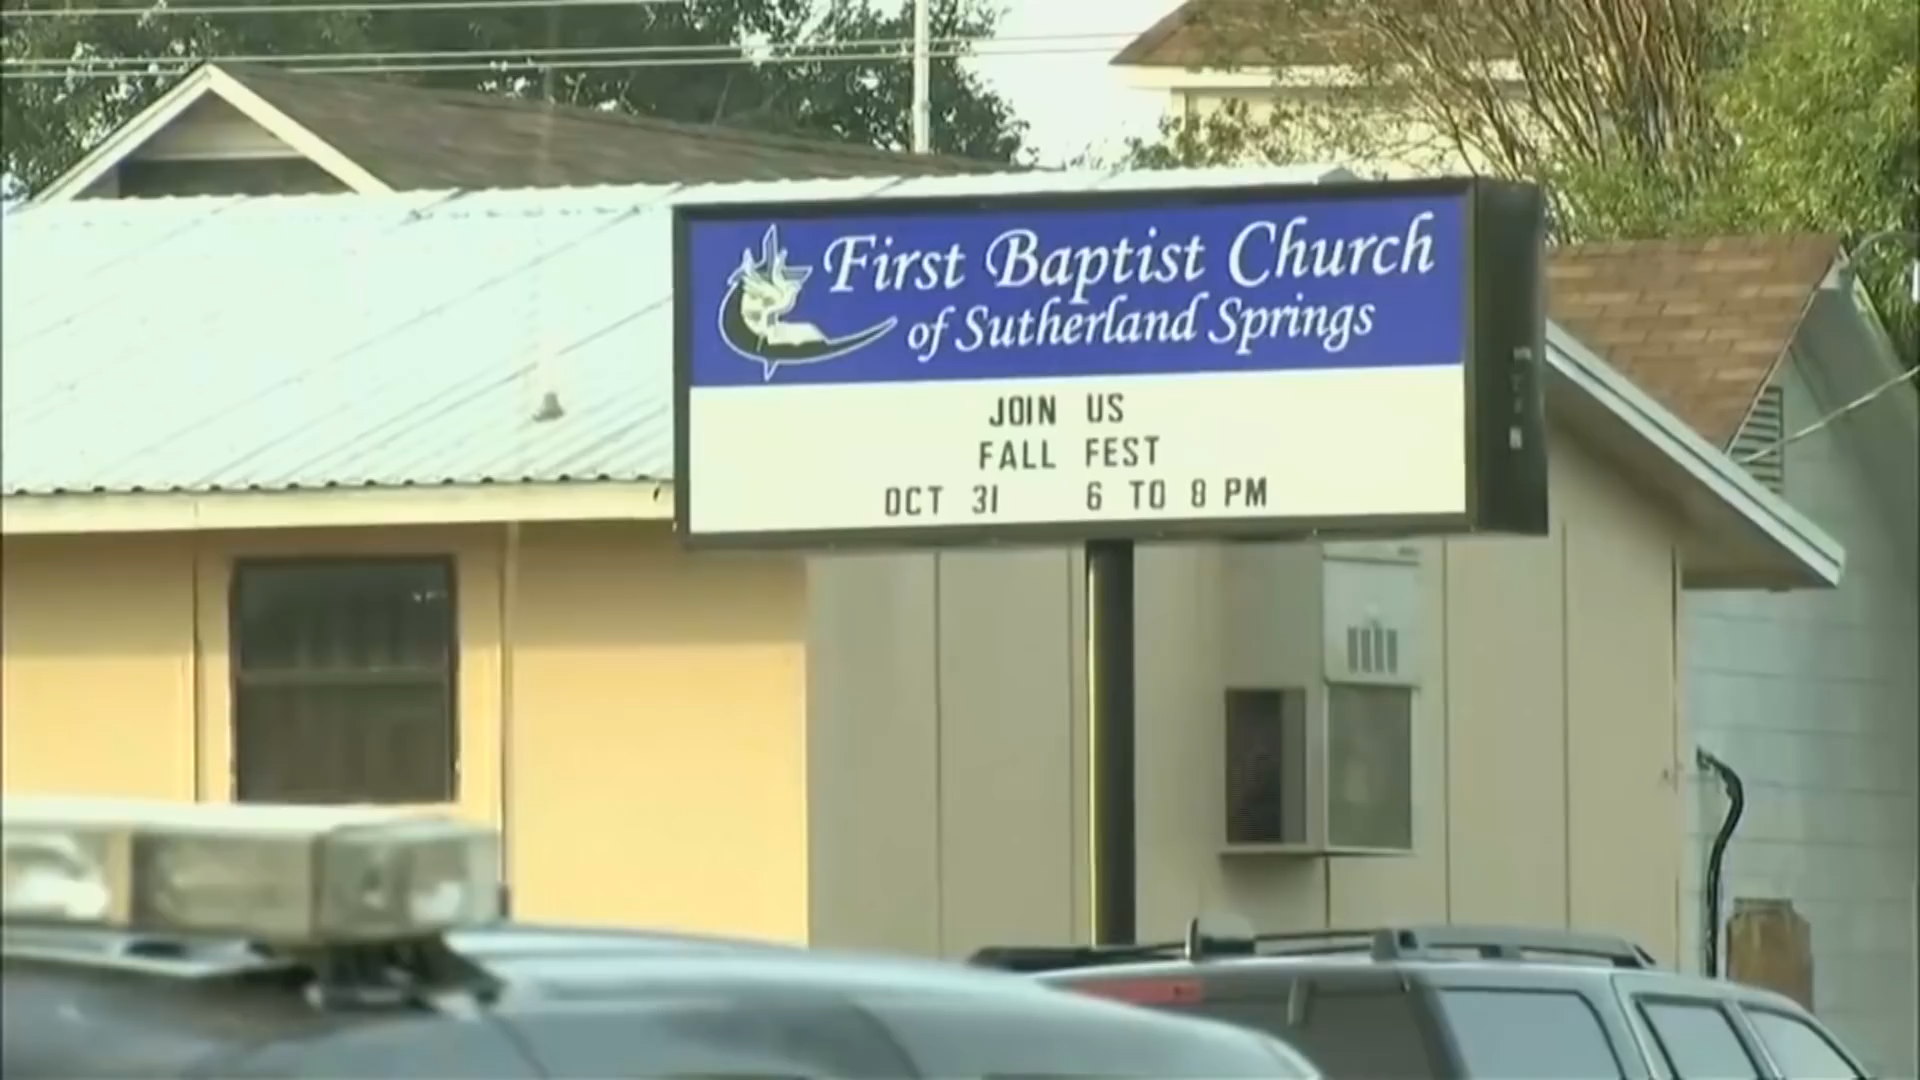 First Baptist Church
of Sutherland Springs
JOIN US
FALL FEST
OCT 31 6 TO 8 PM